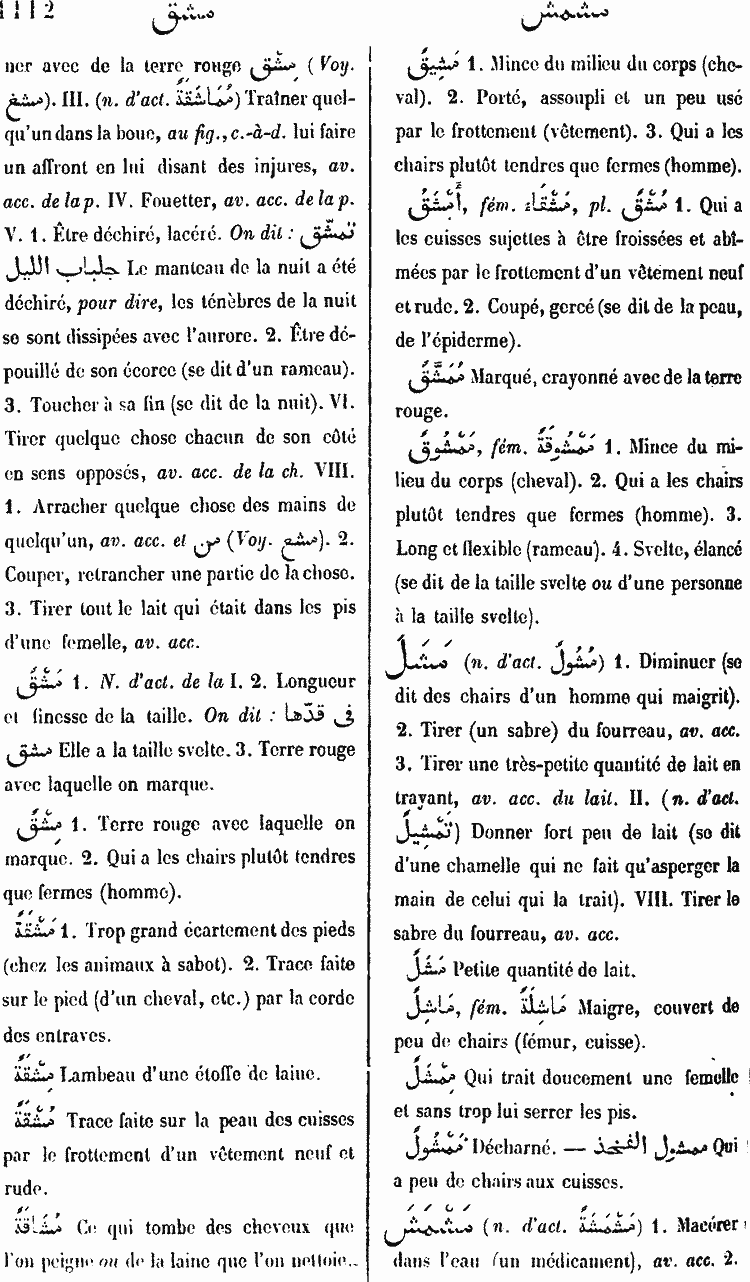 1112 مشق مشمش
ner avec de la terre rouge مِشْق (Voy.
مشغ). III. (n. d'act. مُمَاشَقَةٌ) Traîner quel-
qu'un dans la boue, au fig., c.-à-d. lui faire
un affront en lui disant des injures, av.
acc. de la p. IV. Fouetter, av. acc. de la p.
V. 1. Être déchiré, lacéré. On dit : تمشّق
جلباب الليل Le manteau de la nuit a été
déchiré, pour dire, les ténèbres de la nuit
se sont dissipées avec l'aurore. 2. Être dé-
pouillé de son écorce (se dit d'un rameau).
3. Toucher à sa fin (se dit de la nuit). VI.
Tirer quelque chose chacun de son côté
en sens opposés, av. acc. de la ch. VIII.
1. Arracher quelque chose des mains de
quelqu'un, av. acc. et من (Voy. مشع). 2.
Couper, retrancher une partie de la chose.
3. Tirer tout le lait qui était dans les pis
d'une femelle, av. acc.
مَشْقٌ 1. N. d'act. de la I. 2. Longueur
et finesse de la taille. On dit : فى قدّها
مشق Elle a la taille svelte. 3. Terre rouge
avec laquelle on marque.
مِشْقٌ 1. Terre rouge avec laquelle on
marque. 2. Qui a les chairs plutôt tendres
que fermes (homme).
مَشْقَةٌ 1. Trop grand écartement des pieds
(chez les animaux à sabot). 2. Trace faite
sur le pied (d'un cheval, etc.) par la corde
des entraves.
مِشْقَةٌ Lambeau d'une étoffe de laine.
مُشْقَةٌ Trace faite sur la peau des cuisses
par le frottement d'un vêtement neuf et
rude.
مُشَاقَةٌ Ce qui tombe des cheveux que
l'on peigne ou de la laine que l'on nettoie..
مَشِيقٌ 1. Mince du milieu du corps (che-
val). 2. Porté, assoupli et un peu usé
par le frottement (vêtement). 3. Qui a les
chairs plutôt tendres que fermes (homme).
أَمْشَقُ, fém. مَشْقَاءُ, pl. مُشْقٌ 1. Qui a
les cuisses sujettes à être froissées et abî-
mées par le frottement d'un vêtement neuf
et rude. 2. Coupé, gercé (se dit de la peau,
de l'épiderme).
مُمَشَّقٌ Marqué, crayonné avec de la terre
rouge.
مَمْشُوقٌ, fém. مَمْشُوقَةٌ 1. Mince du mi-
lieu du corps (cheval). 2. Qui a les chairs
plutôt tendres que fermes (homme). 3.
Long et flexible (rameau). 4. Svelte, élancé
(se dit de la taille svelte ou d'une personne
à la taille svelte).
مَشَلَ (n. d'act. مُشُولٌ) 1. Diminuer (se
dit des chairs d'un homme qui maigrit).
2. Tirer (un sabre) du fourreau, av. acc.
3. Tirer une très-petite quantité de lait en
trayant, av. acc. du lait. II. (n. d'act.
تَمْشِيلٌ) Donner fort peu de lait (se dit
d'une chamelle qui ne fait qu'asperger la
main de celui qui la trait). VIII. Tirer le
sabre du fourreau, av. acc.
مَشْلٌ Petite quantité de lait.
مَاشِلٌ, fém. مَاشِلَةٌ Maigre, couvert de
peu de chairs (fémur, cuisse).
مِمْشَلٌ Qui trait doucement une femelle
et sans trop lui serrer les pis.
مَمْشُولٌ Décharné. — ممشول الفخذ Qui
a peu de chairs aux cuisses.
مَشْمَشَ (n. d'act. مَشْمَشَةٌ) 1. Macérer
dans l'eau (un médicament), av. acc. 2.